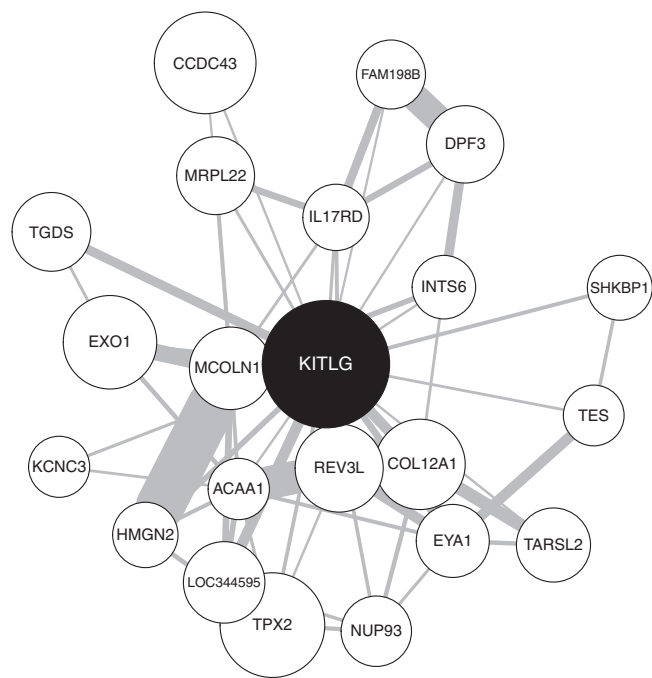 CCDC43
FAM198B
DPF3
MRPL22
IL17RD
TGDS
INTS6
SHKBP1
EXO1
MCOLN1
KITLG
TES
KCNC3
ACAA1
REV3L
COL12A1
HMGN2
EYA1
TARSL2
LOC344595
TPX2
NUP93